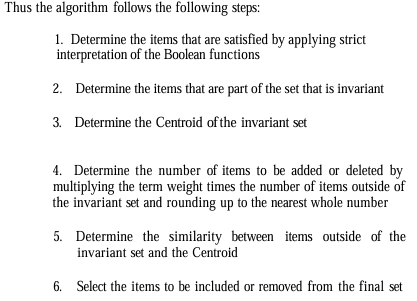 Thus the algorithm follows the following steps:
1. Determine the items that are satisfied by applying strict
interpretation of the Boolean functions
2. Determine the items that are part of the set that is invariant
3. Determine the Centroid of the invariant set
4. Determine the number of items to be added or deleted by
multiplying the term weight times the number of items outside of
the invariant set and rounding up to the nearest whole number
5. Determine the similarity between items outside of the
invariant set and the Centroid
6. Select the items to be included or removed from the final set